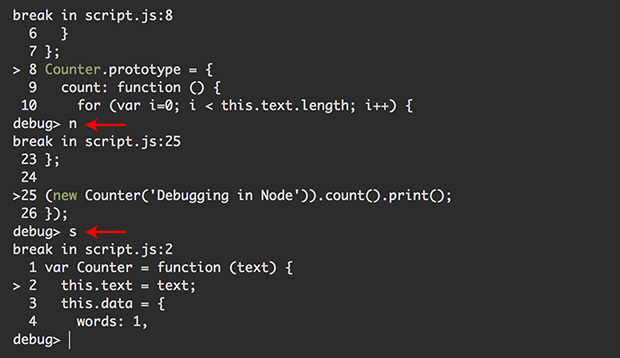 break in script.js:8
  6   }
  7 };
> 8 Counter.prototype = {
  9   count: function () {
 10     for (var i=0; i < this.text.length; i++) {
debug> n
break in script.js:25
 23 };
 24
>25 (new Counter('Debugging in Node')).count().print();
 26 });
debug> s
break in script.js:2
  1 var Counter = function (text) {
> 2   this.text = text;
  3   this.data = {
  4     words: 1,
debug>